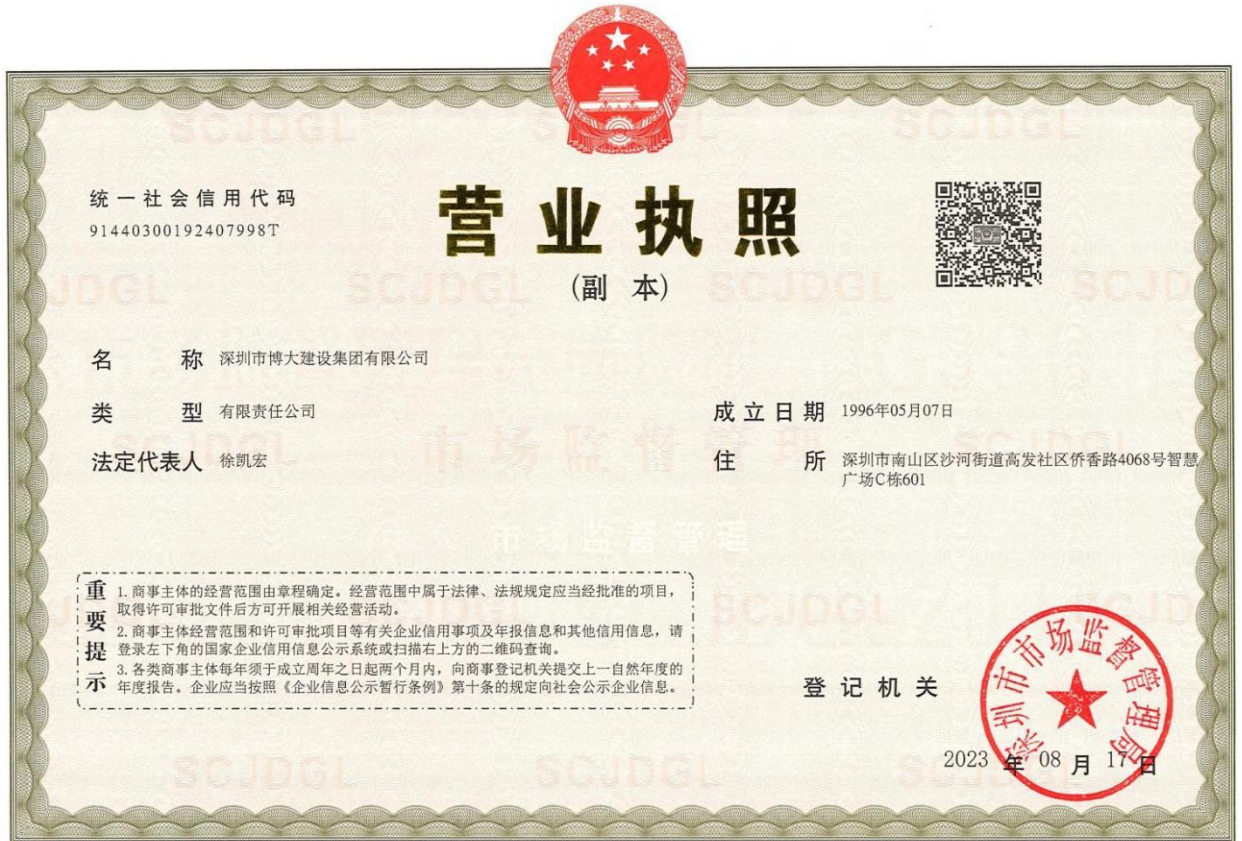 统一社会信用代码
91440300192407998T
营业执照
(副 本)
名 称 深圳市博大建设集团有限公司
类 型 有限责任公司
成立日期 1996年05月07日
法定代表人 徐凯宏
住 所 深圳市南山区沙河街道高发社区侨香路4068号智慧
广场C栋601
重要提示
1. 商事主体的经营范围由章程确定。经营范围中属于法律、法规规定应当经批准的项目，
取得许可审批文件后方可开展相关经营活动。
2. 商事主体经营范围和许可审批项目等有关企业信用事项及年报信息和其他信用信息，请
登录左下角的国家企业信用信息公示系统或扫描右上方的二维码查询。
3. 各类商事主体每年须于成立周年之日起两个月内，向商事登记机关提交上一自然年度的
年度报告。企业应当按照《企业信息公示暂行条例》第十条的规定向社会公示企业信息。
登记机关
深圳市市场监督管理局
2023 年 08 月 17 日
SCJDGL
市场监督管理
市场监督管理